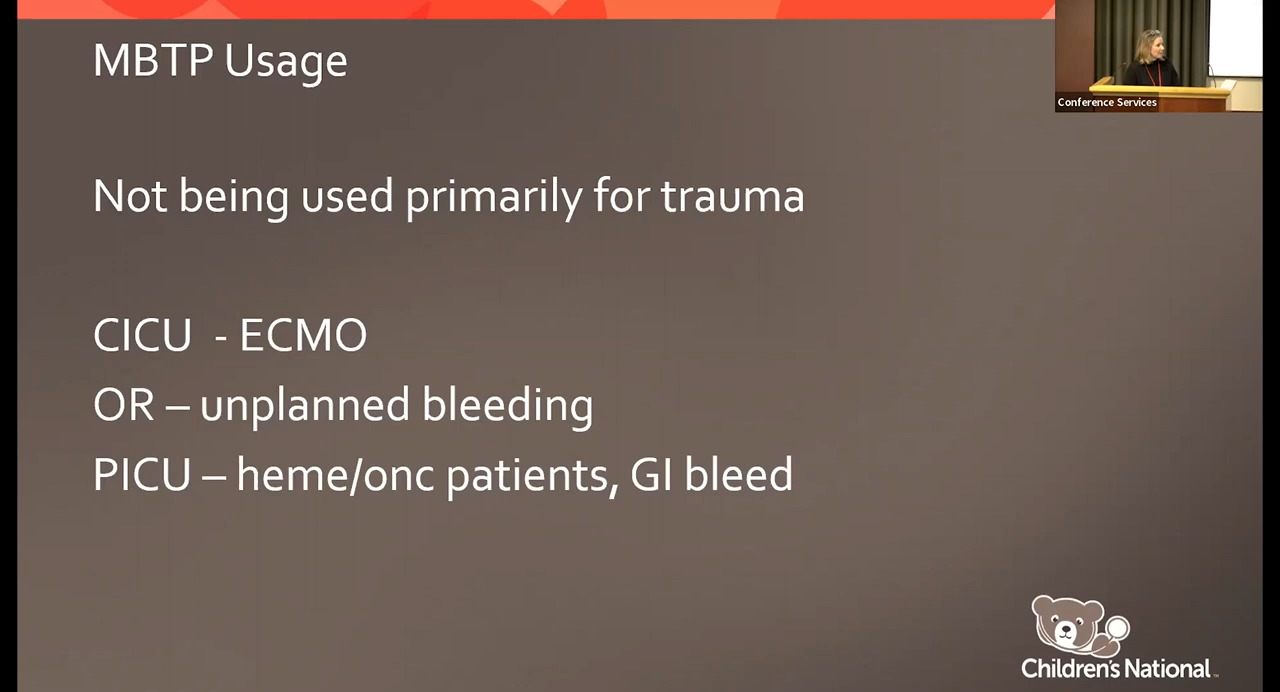 MBTP Usage
Conference Services
Not being used primarily for trauma
CICU - ECMO
OR – unplanned bleeding
PICU – heme/onc patients, GI bleed
Children's National